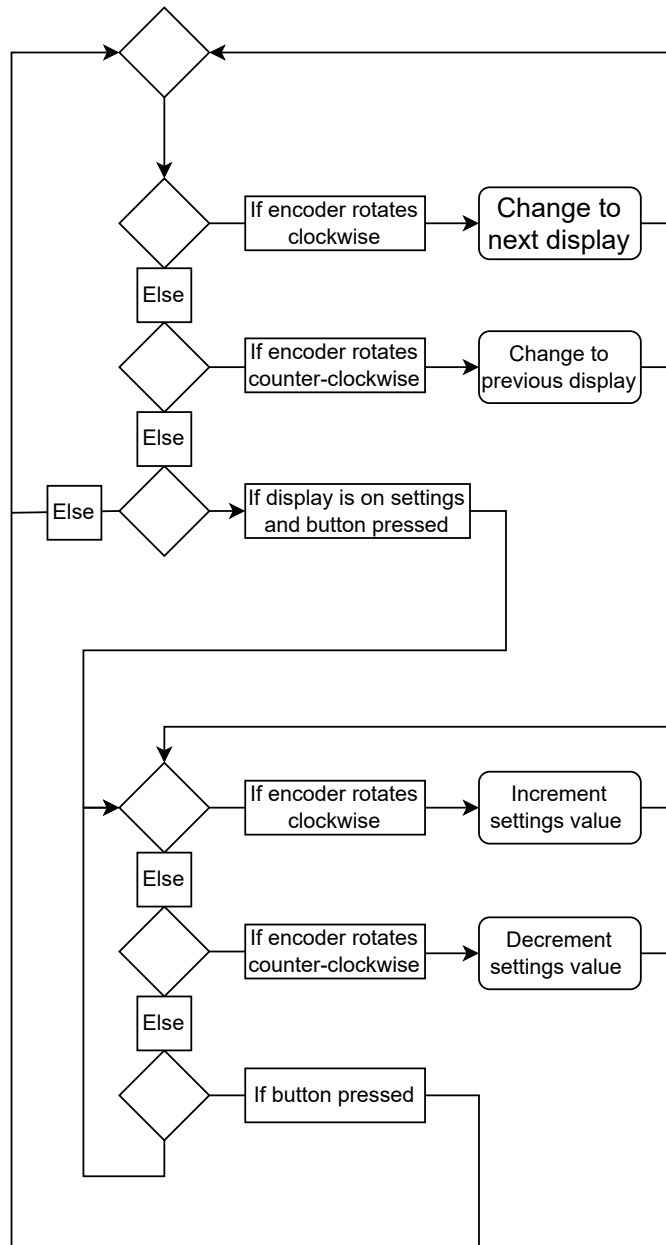 If encoder rotates
clockwise
Change to
next display
Else
If encoder rotates
counter-clockwise
Change to
previous display
Else
Else
If display is on settings
and button pressed
If encoder rotates
clockwise
Increment
settings value
Else
If encoder rotates
counter-clockwise
Decrement
settings value
Else
If button pressed